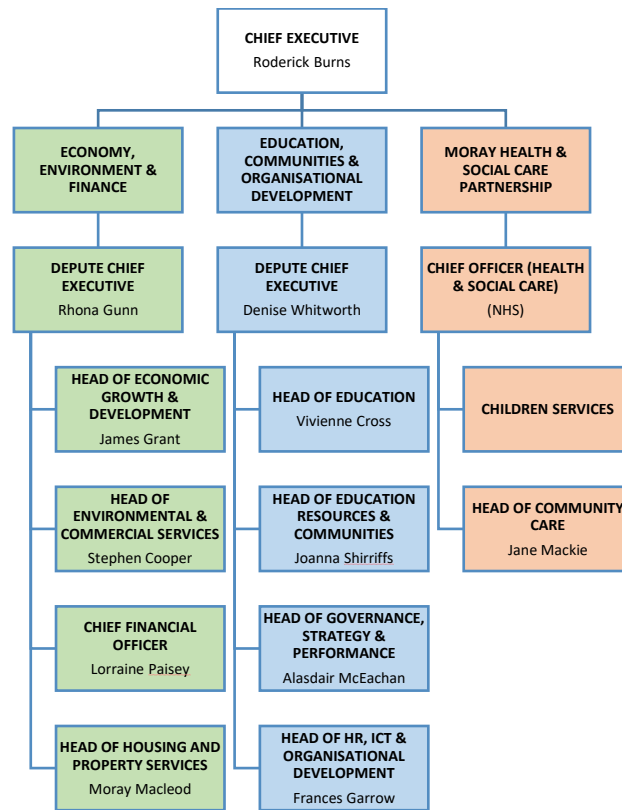 CHIEF EXECUTIVE
Roderick Burns
ECONOMY,
ENVIRONMENT &
FINANCE
EDUCATION,
COMMUNITIES &
ORGANISATIONAL
DEVELOPMENT
MORAY HEALTH &
SOCIAL CARE
PARTNERSHIP
DEPUTE CHIEF
EXECUTIVE
Rhona Gunn
DEPUTE CHIEF
EXECUTIVE
Denise Whitworth
CHIEF OFFICER (HEALTH
& SOCIAL CARE)
(NHS)
HEAD OF ECONOMIC
GROWTH &
DEVELOPMENT
James Grant
HEAD OF EDUCATION
Vivienne Cross
CHILDREN SERVICES
HEAD OF
ENVIRONMENTAL &
COMMERCIAL SERVICES
Stephen Cooper
HEAD OF EDUCATION
RESOURCES &
COMMUNITIES
Joanna Shirriffs
HEAD OF COMMUNITY
CARE
Jane Mackie
CHIEF FINANCIAL
OFFICER
Lorraine Paisey
HEAD OF GOVERNANCE,
STRATEGY &
PERFORMANCE
Alasdair McEachan
HEAD OF HOUSING AND
PROPERTY SERVICES
Moray Macleod
HEAD OF HR, ICT &
ORGANISATIONAL
DEVELOPMENT
Frances Garrow